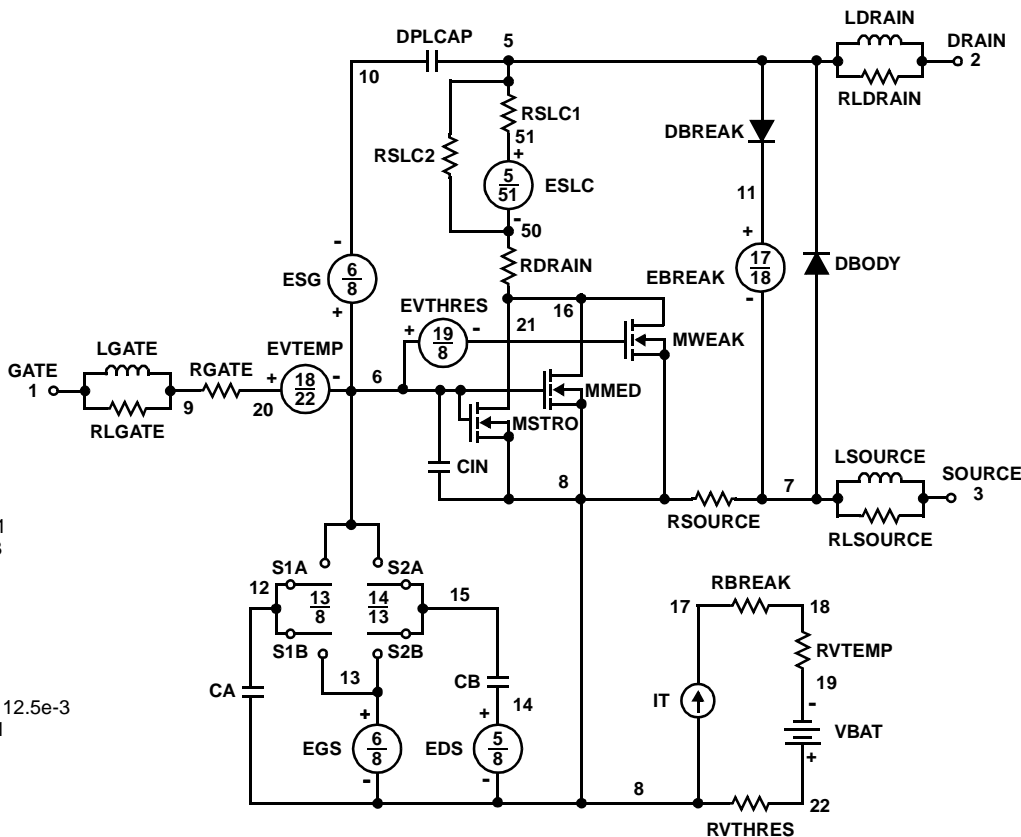 LDRAIN
DPLCAP 5 DRAIN
10 2
RLDRAIN
RSLC1
DBREAK
51
RSLC2
+
5
51
ESLC
11
-
50
- +
RDRAIN
6
8
ESG
17
18
EBREAK
DBODY
EVTHRES
16
+ 19
8
-
21
-
MWEAK
+
LGATE
EVTEMP
GATE
1
RGATE
+ 18
22
-
6
MMED
9 20
RLGATE
MSTRO
CIN
LSOURCE
8 7 SOURCE
3
RSOURCE
RLSOURCE
S1A S2A
12
13
8
14
13
15
RBREAK
17 18
S1B S2B
RVTEMP
13
CA CB
19
-
14
IT
VBAT
12.5e-3
+ +
EGS 6
8
EDS 5
8
+
- -
8 22
RVTHRES